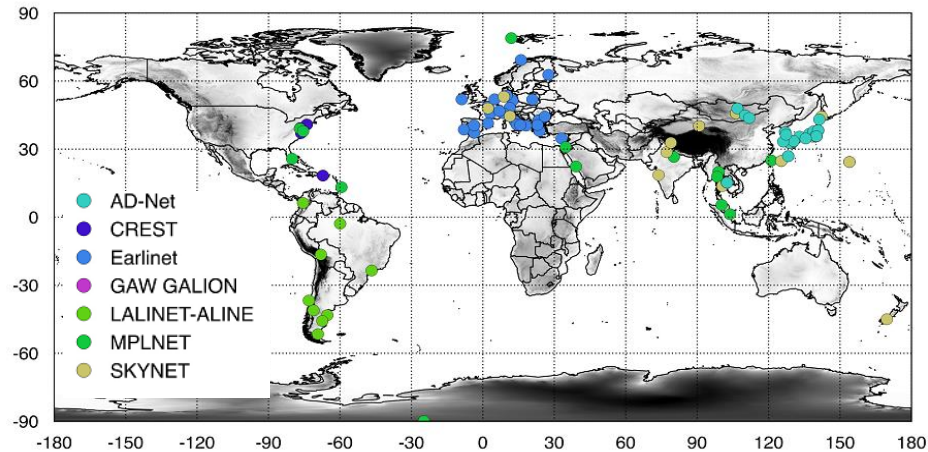 90
60
30
0
-30
-60
-90
AD-Net
CREST
Earlinet
GAW GALION
LALINET-ALINE
MPLNET
SKYNET
-180 -150 -120 -90 -60 -30 0 30 60 90 120 150 180